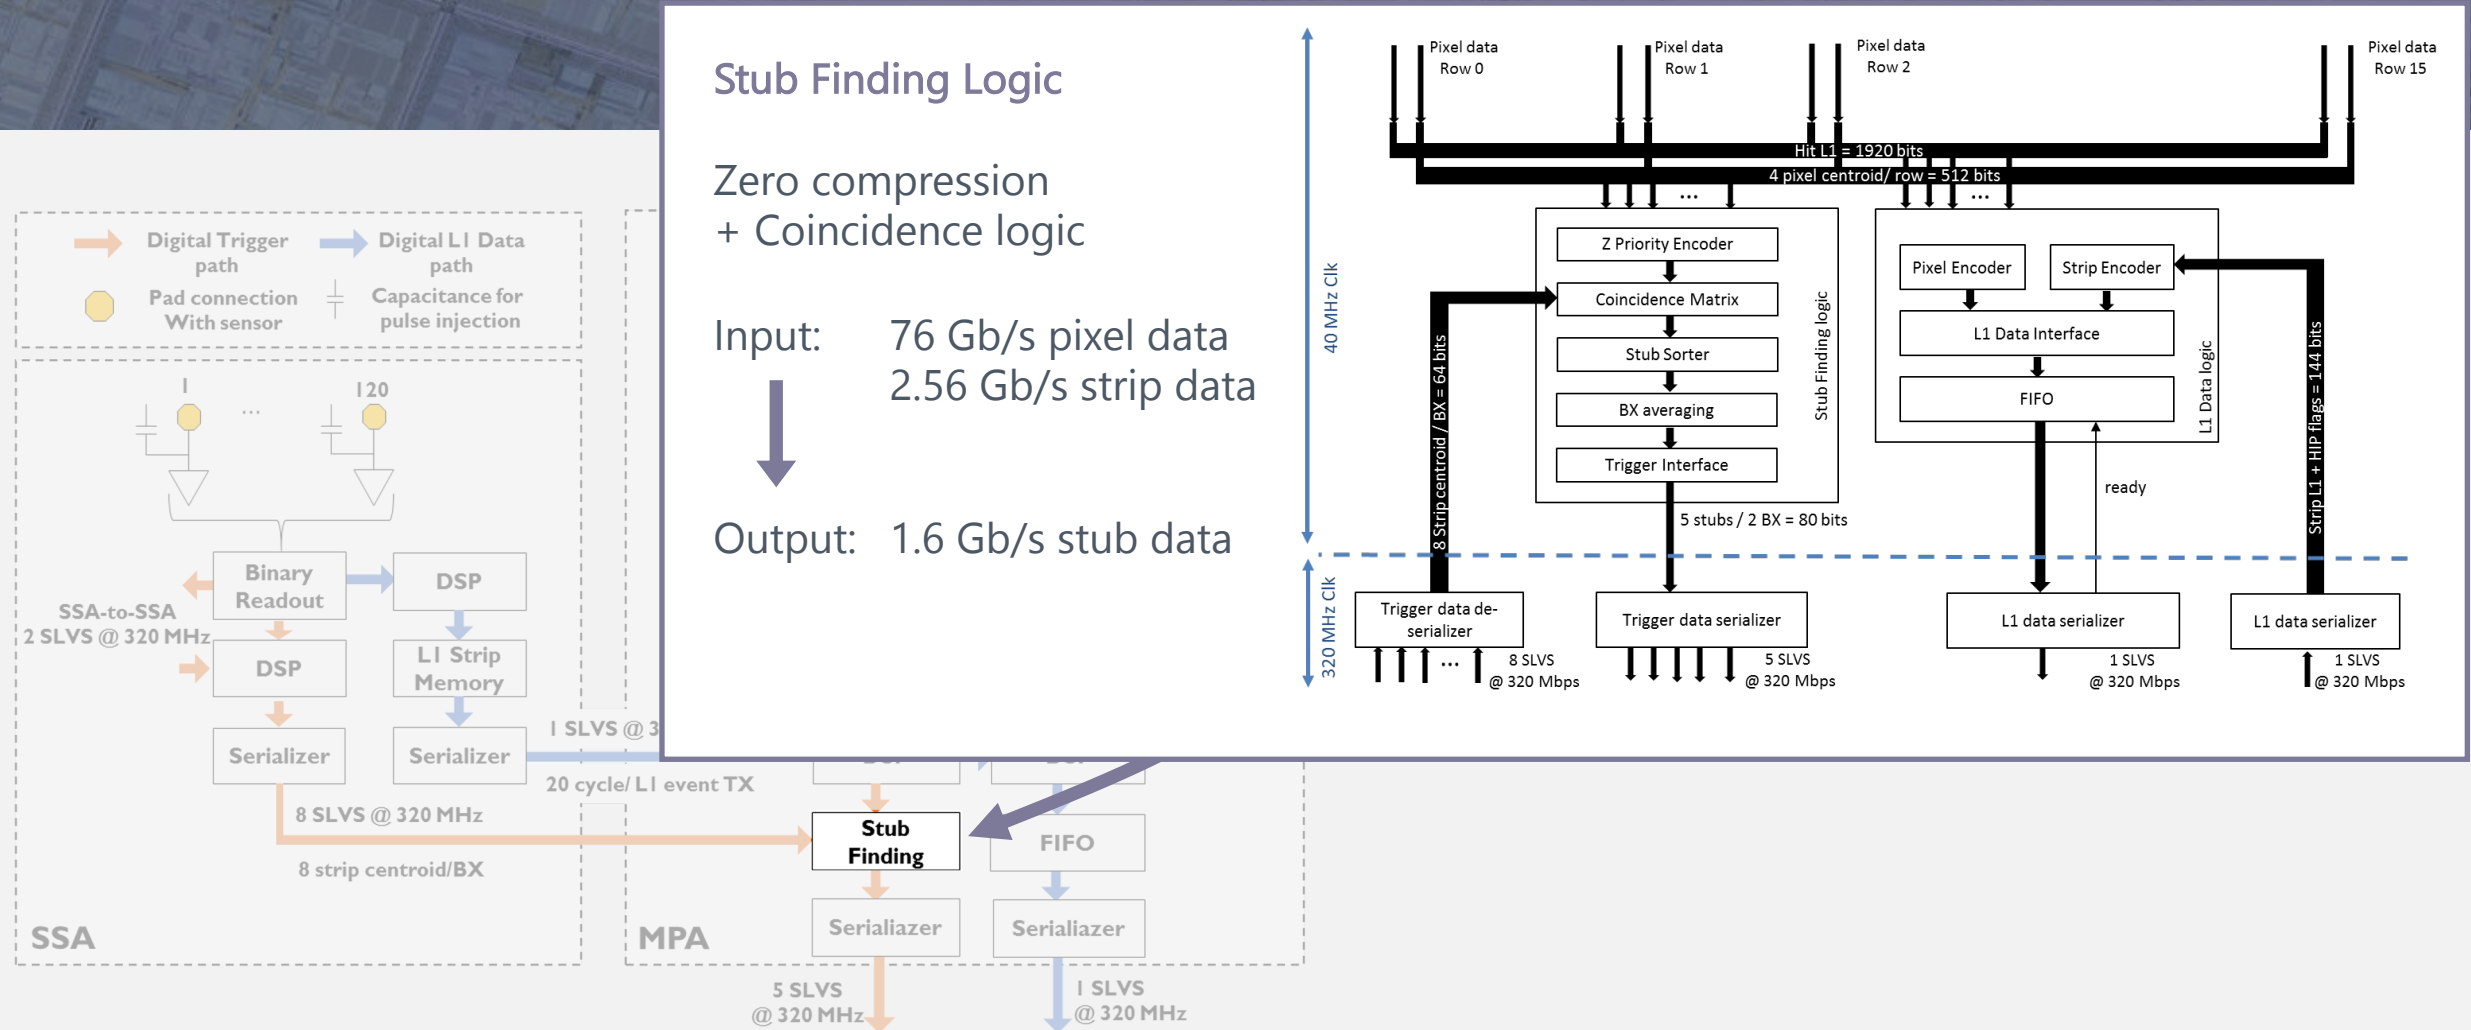 Stub Finding Logic
Zero compression
+ Coincidence logic
Input: 76 Gb/s pixel data
2.56 Gb/s strip data
Output: 1.6 Gb/s stub data
40 MHz Clk
320 MHz Clk
Pixel data
Row 0
Pixel data
Row 1
Pixel data
Row 2
Pixel data
Row 15
Hit L1 = 1920 bits
4 pixel centroid/ row = 512 bits
...
...
Z Priority Encoder
Coincidence Matrix
Stub Sorter
BX averaging
Trigger Interface
Stub Finding logic
Pixel Encoder
Strip Encoder
L1 Data Interface
FIFO
L1 Data logic
8 Strip centroid / BX = 64 bits
Strip L1 + HIP flags = 144 bits
ready
5 stubs / 2 BX = 80 bits
Trigger data de-
serializer
Trigger data serializer
L1 data serializer
L1 data serializer
...
8 SLVS
@ 320 Mbps
5 SLVS
@ 320 Mbps
1 SLVS
@ 320 Mbps
1 SLVS
@ 320 Mbps
Digital Trigger
path
Digital L1 Data
path
Pad connection
With sensor
Capacitance for
pulse injection
1
...
120
Binary
Readout
DSP
SSA-to-SSA
2 SLVS @ 320 MHz
DSP
L1 Strip
Memory
Serializer
Serializer
1 SLVS @ 3
20 cycle/ L1 event TX
8 SLVS @ 320 MHz
8 strip centroid/BX
SSA
Stub
Finding
FIFO
Serialiazer
Serialiazer
MPA
5 SLVS
@ 320 MHz
1 SLVS
@ 320 MHz